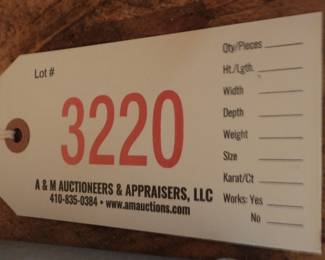 Lot #
3220
A & M AUCTIONEERS & APPRAISERS, LLC
410-835-0384 • www.amauctions.com
Qty/Pieces
Ht./Lgth.
Width
Depth
Weight
Size
Karat/Ct
Works: Yes
No